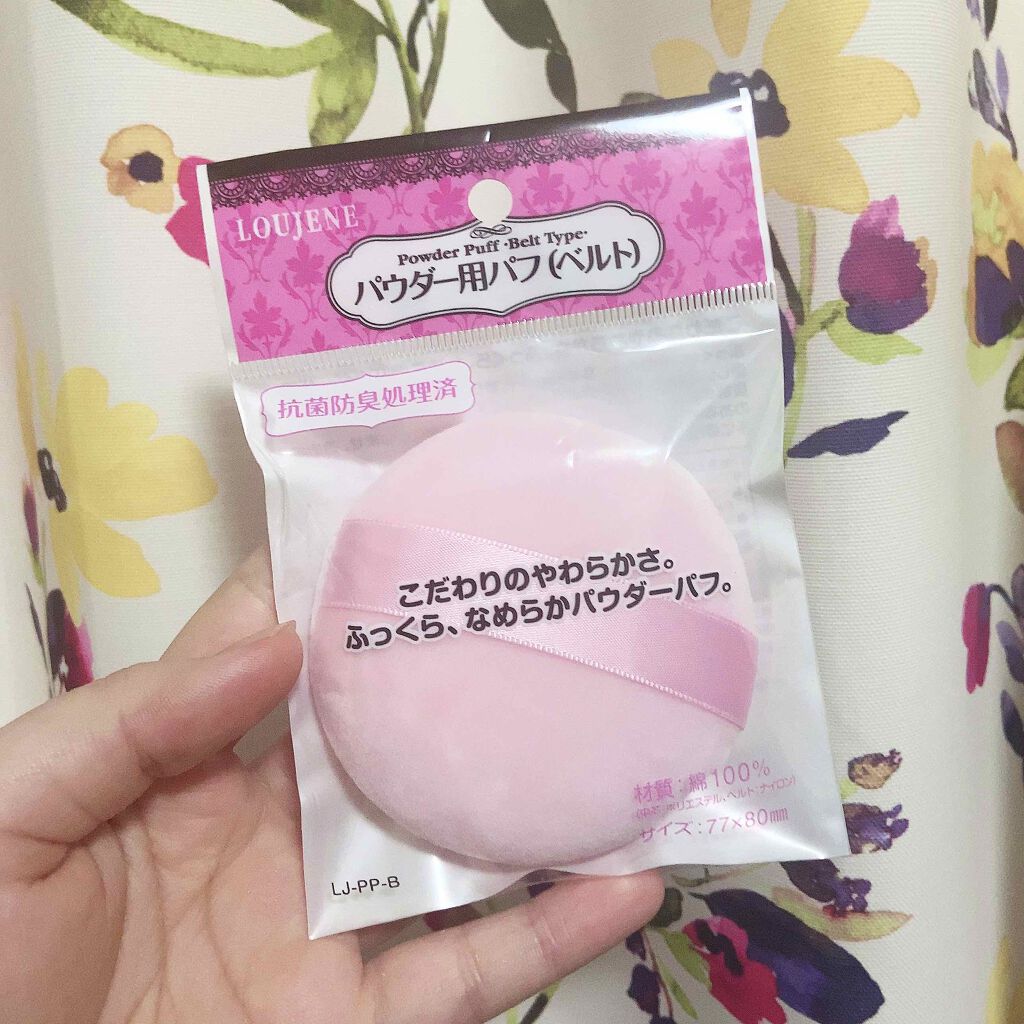 LOUJENE
Powder Puff ·Belt Type·
パウダー用パフ(ベルト)
抗菌防臭処理済
こだわりのやわらかさ。
ふっくら、なめらかパウダーパフ。
材質:綿100%
(中芯:ポリエステル、ベルト:ナイロン)
サイズ:77×80mm
LJ-PP-B